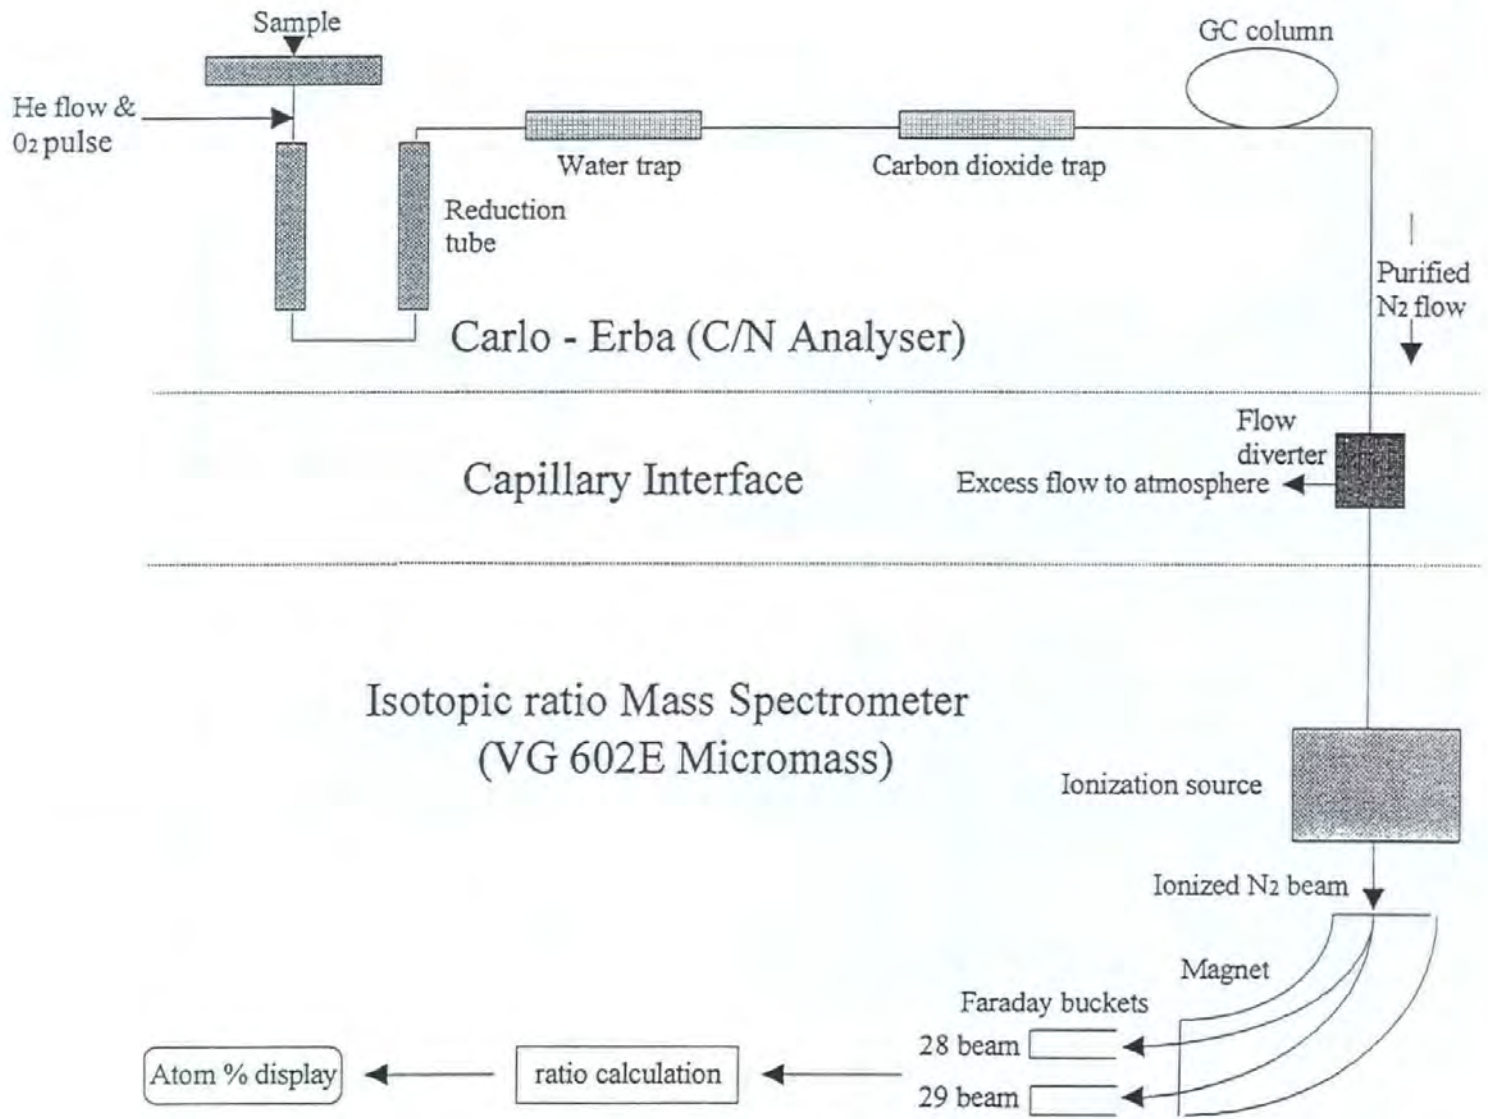 Sample
GC column
He flow &
O2 pulse
Water trap
Carbon dioxide trap
Reduction
tube
Purified
N2 flow
Carlo - Erba (C/N Analyser)
Flow
diverter
Capillary Interface
Excess flow to atmosphere
Isotopic ratio Mass Spectrometer
(VG 602E Micromass)
Ionization source
Ionized N2 beam
Magnet
Faraday buckets
28 beam
29 beam
ratio calculation
Atom % display